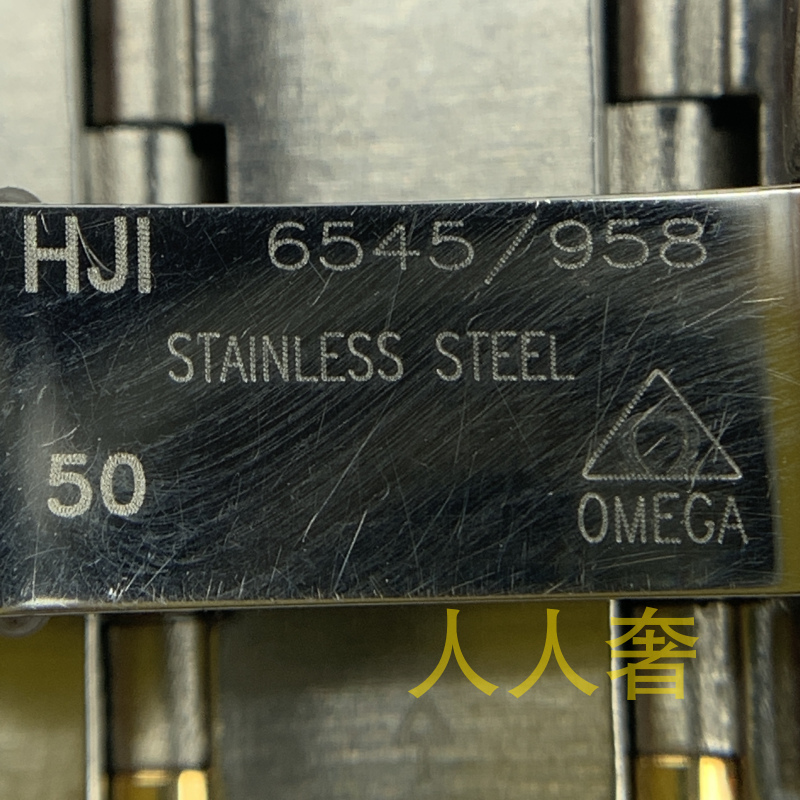 HJI 6545/958
STAINLESS STEEL
50
OMEGA
人人奢